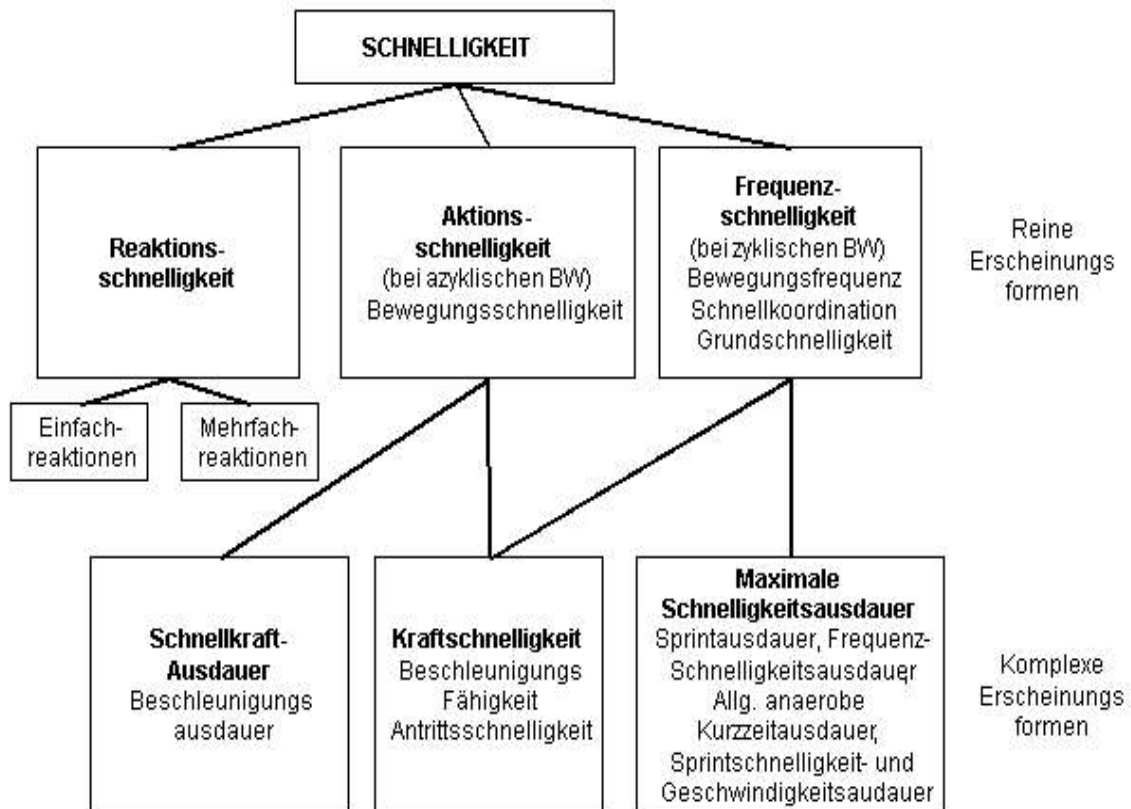 SCHNELLIGKEIT
Reaktions-
schnelligkeit
Aktions-
schnelligkeit
(bei azyklischen BW)
Bewegungsschnelligkeit
Frequenz-
schnelligkeit
(bei zyklischen BW)
Bewegungsfrequenz
Schnellkoordination
Grundschnelligkeit
Reine
Erscheinungs
formen
Einfach-
reaktionen
Mehrfach-
reaktionen
Schnellkraft-
Ausdauer
Beschleunigungs
ausdauer
Kraftschnelligkeit
Beschleunigungs
Fähigkeit
Antrittsschnelligkeit
Maximale
Schnelligkeitsausdauer
Sprintausdauer, Frequenz-
Schnelligkeitsausdauer,
Allg. anaerobe
Kurzzeitausdauer,
Sprintschnelligkeit- und
Geschwindigkeitsaudauer
Komplexe
Erscheinungs
formen